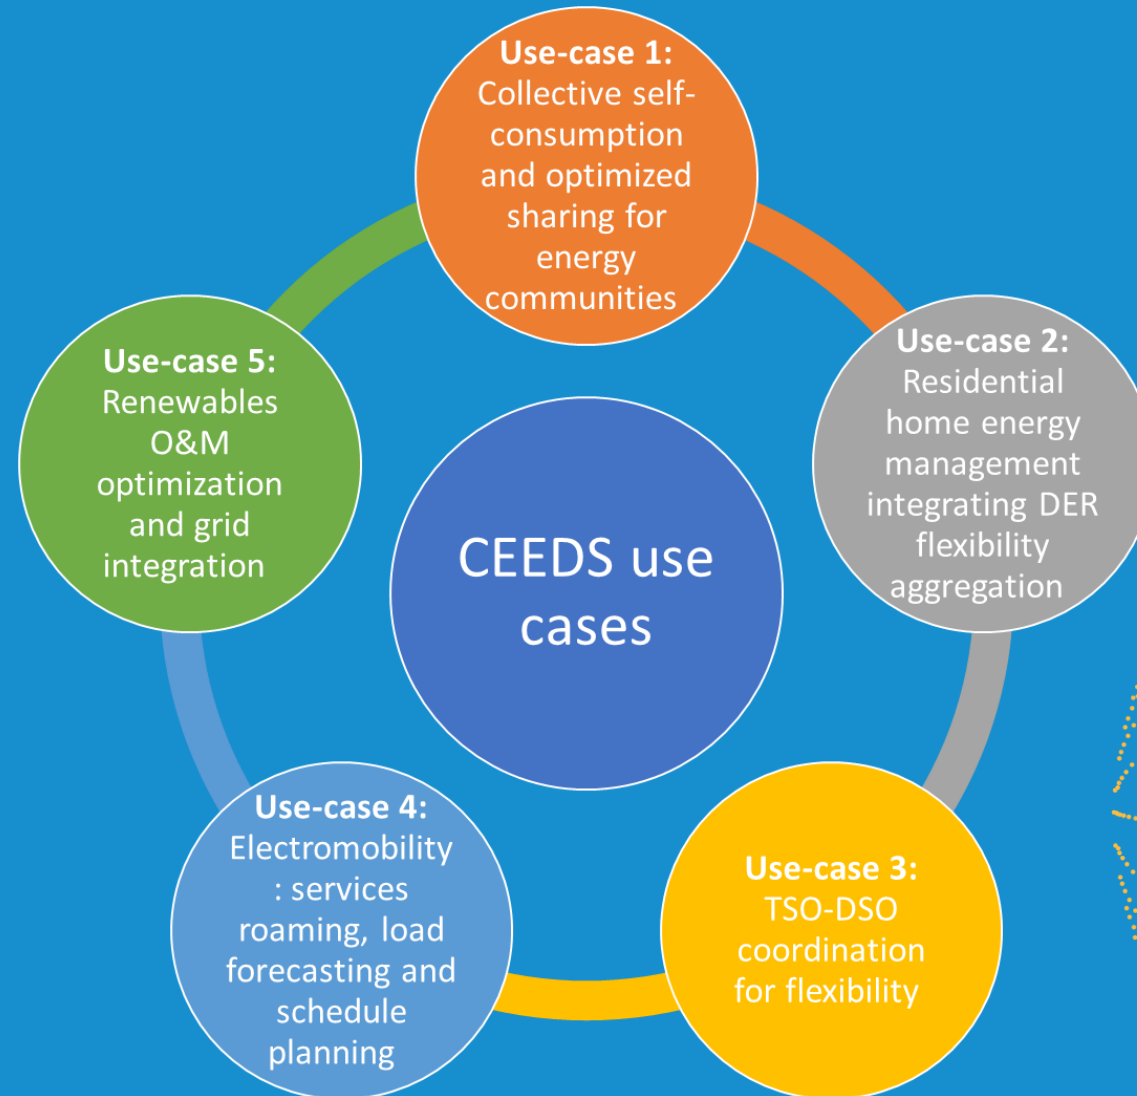 Use-case 1:
Collective self-
consumption
and optimized
sharing for
energy
communities
Use-case 2:
Residential
home energy
management
integrating DER
flexibility
aggregation
Use-case 3:
TSO-DSO
coordination
for flexibility
Use-case 4:
Electromobility
: services
roaming, load
forecasting and
schedule
planning
Use-case 5:
Renewables
O&M
optimization
and grid
integration
CEEDS use
cases